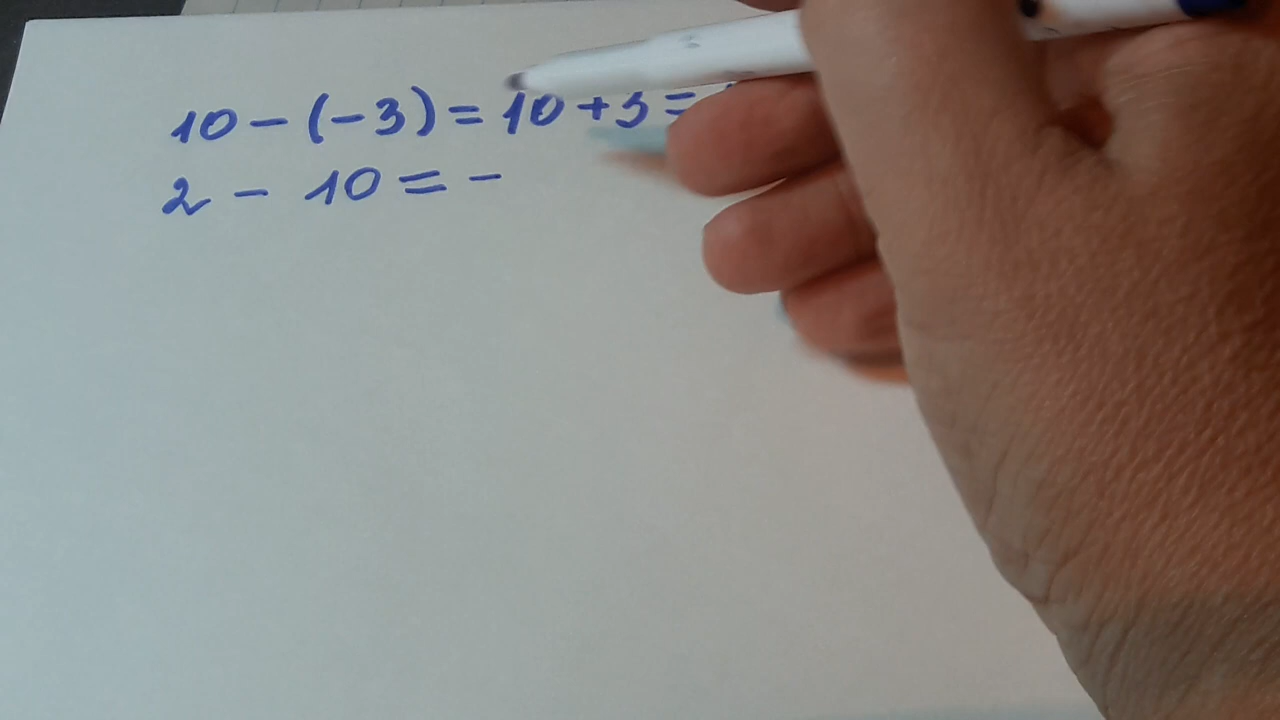 10 - (-3) = 10 + 3 =
2 - 10 = -